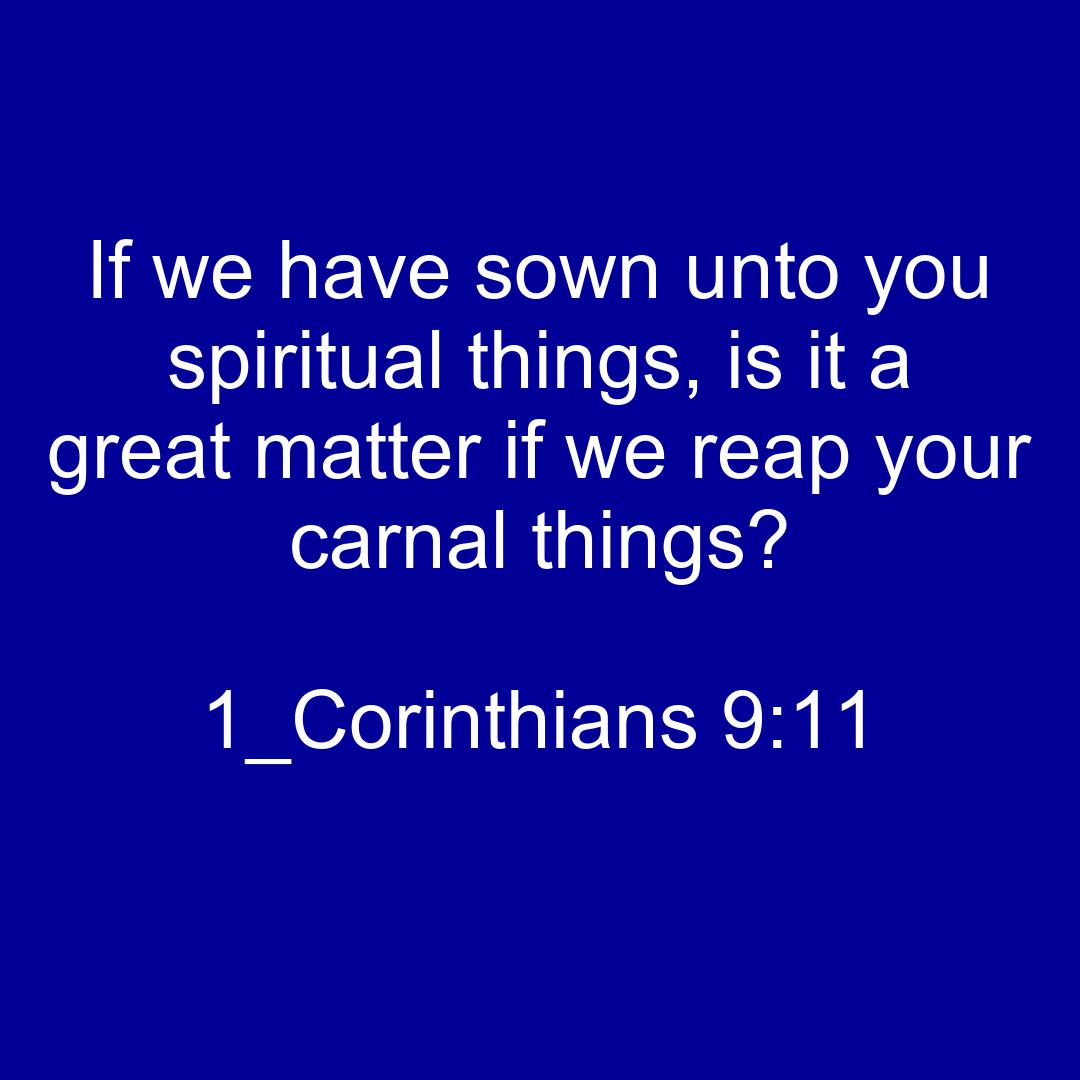 If we have sown unto you
spiritual things, is it a
great matter if we reap your
carnal things?
1_Corinthians 9:11